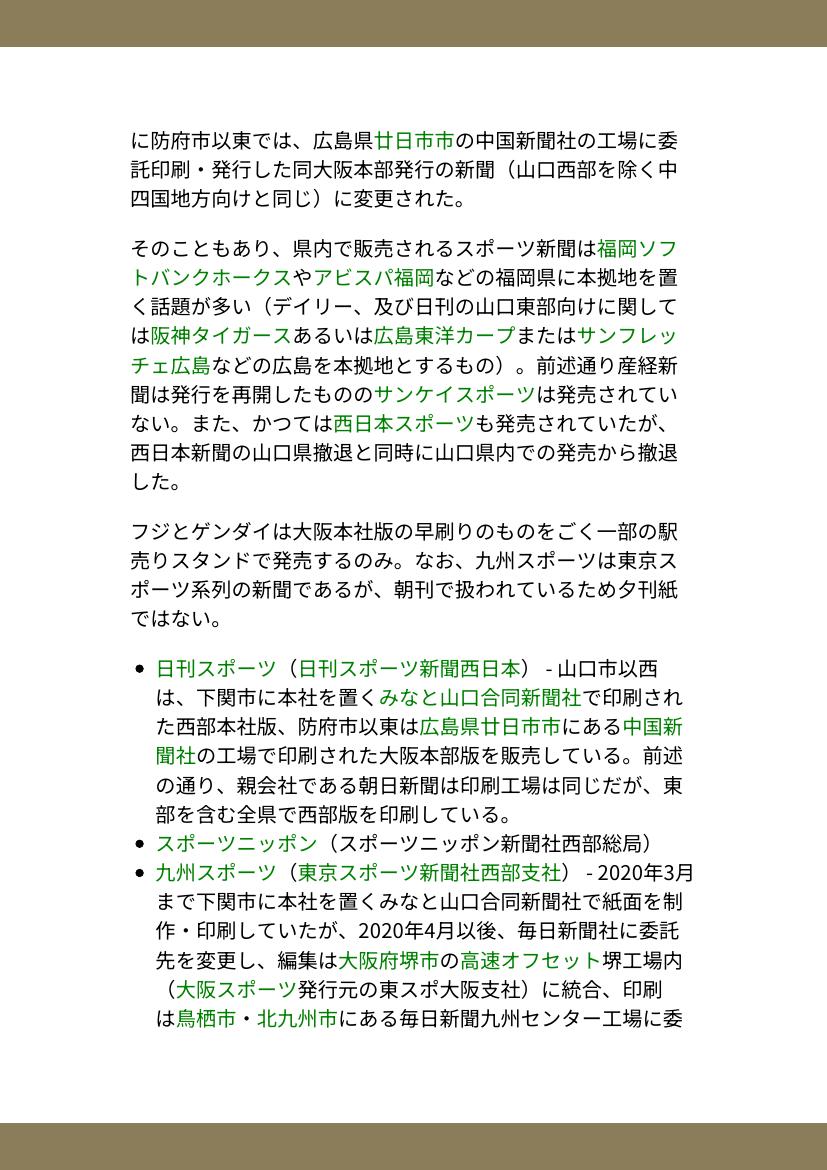 に防府市以東では、広島県廿日市市の中国新聞社の工場に委
託印刷・発行した同大阪本部発行の新聞（山口西部を除く中
四国地方向けと同じ）に変更された。
そのこともあり、県内で販売されるスポーツ新聞は福岡ソフ
トバンクホークスやアビスパ福岡などの福岡県に本拠地を置
く話題が多い（デイリー、及び日刊の山口東部向けに関して
は阪神タイガースあるいは広島東洋カープまたはサンフレッ
チェ広島などの広島を本拠地とするもの）。前述通り産経新
聞は発行を再開したもののサンケイスポーツは発売されてい
ない。また、かつては西日本スポーツも発売されていたが、
西日本新聞の山口県撤退と同時に山口県内での発売から撤退
した。
フジとゲンダイは大阪本社版の早刷りのものをごく一部の駅
売りスタンドで発売するのみ。なお、九州スポーツは東京ス
ポーツ系列の新聞であるが、朝刊で扱われているため夕刊紙
ではない。
• 日刊スポーツ（日刊スポーツ新聞西日本） - 山口市以西
は、下関市に本社を置くみなと山口合同新聞社で印刷され
た西部本社版、防府市以東は広島県廿日市市にある中国新
聞社の工場で印刷された大阪本部版を販売している。前述
の通り、親会社である朝日新聞は印刷工場は同じだが、東
部を含む全県で西部版を印刷している。
• スポーツニッポン（スポーツニッポン新聞社西部総局）
• 九州スポーツ（東京スポーツ新聞社西部支社） - 2020年3月
まで下関市に本社を置くみなと山口合同新聞社で紙面を制
作・印刷していたが、2020年4月以後、毎日新聞社に委託
先を変更し、編集は大阪府堺市の高速オフセット堺工場内
（大阪スポーツ発行元の東スポ大阪支社）に統合、印刷
は鳥栖市・北九州市にある毎日新聞九州センター工場に委